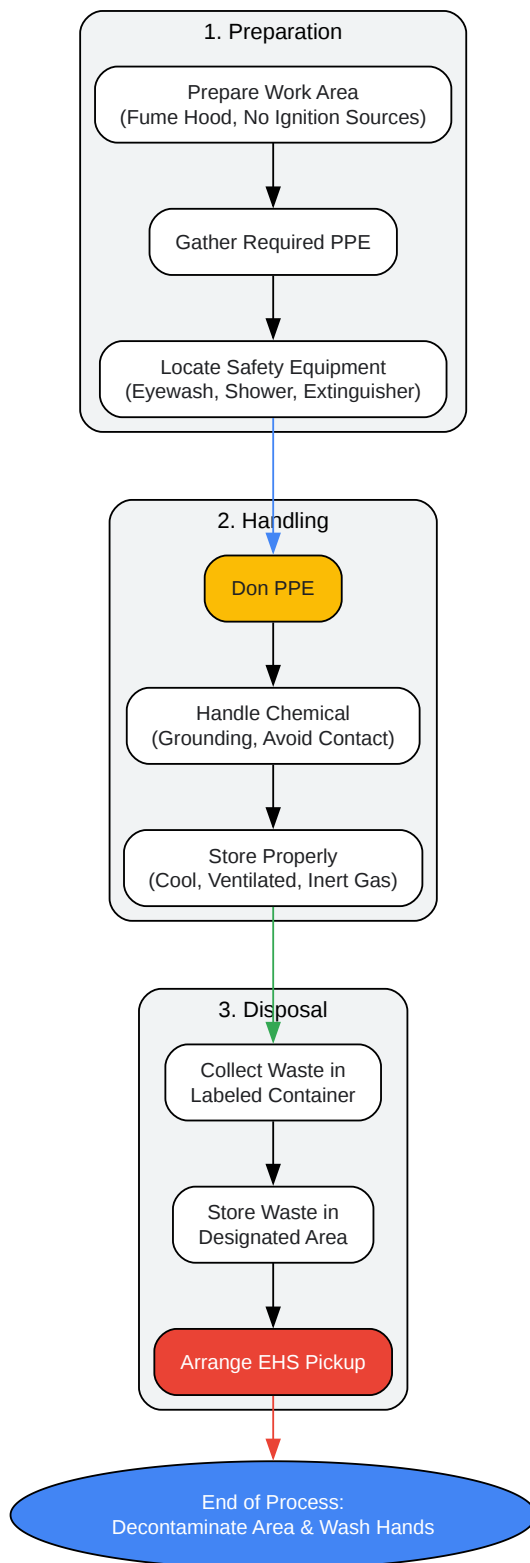 1. Preparation
Prepare Work Area
(Fume Hood, No Ignition Sources)
Gather Required PPE
Locate Safety Equipment
(Eyewash, Shower, Extinguisher)
2. Handling
Don PPE
Handle Chemical
(Grounding, Avoid Contact)
Store Properly
(Cool, Ventilated, Inert Gas)
3. Disposal
Collect Waste in
Labeled Container
Store Waste in
Designated Area
Arrange EHS Pickup
End of Process:
Decontaminate Area & Wash Hands